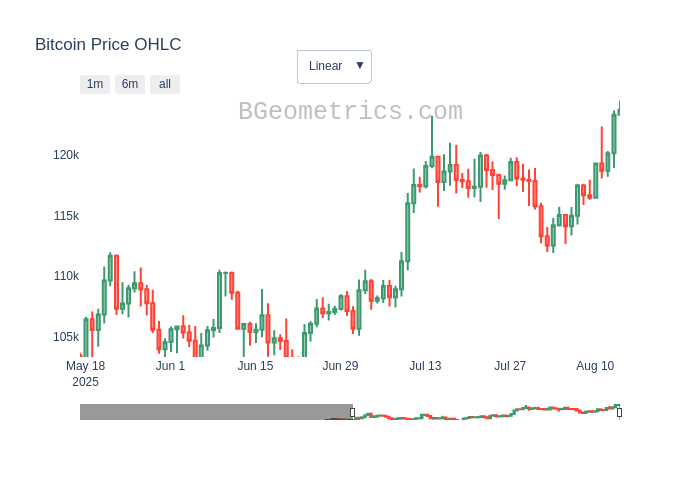 Bitcoin Price OHLC
Linear ▼
1m 6m all
BGeometrics.com
120k
115k
110k
105k
May 18 Jun 1 Jun 15 Jun 29 Jul 13 Jul 27 Aug 10
2025